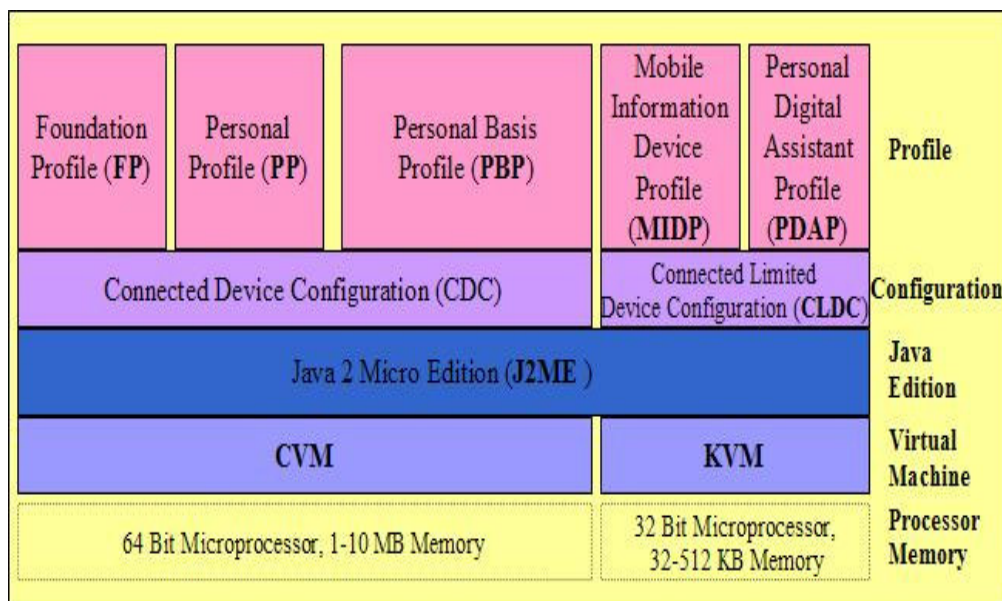 Foundation
Profile (FP)
Personal
Profile (PP)
Personal Basis
Profile (PBP)
Mobile
Information
Device
Profile
(MIDP)
Personal
Digital
Assistant
Profile
(PDAP)
Profile
Connected Device Configuration (CDC)
Connected Limited
Device Configuration (CLDC)
Configuration
Java 2 Micro Edition (J2ME )
Java
Edition
CVM
KVM
Virtual
Machine
64 Bit Microprocessor, 1-10 MB Memory
32 Bit Microprocessor,
32-512 KB Memory
Processor
Memory